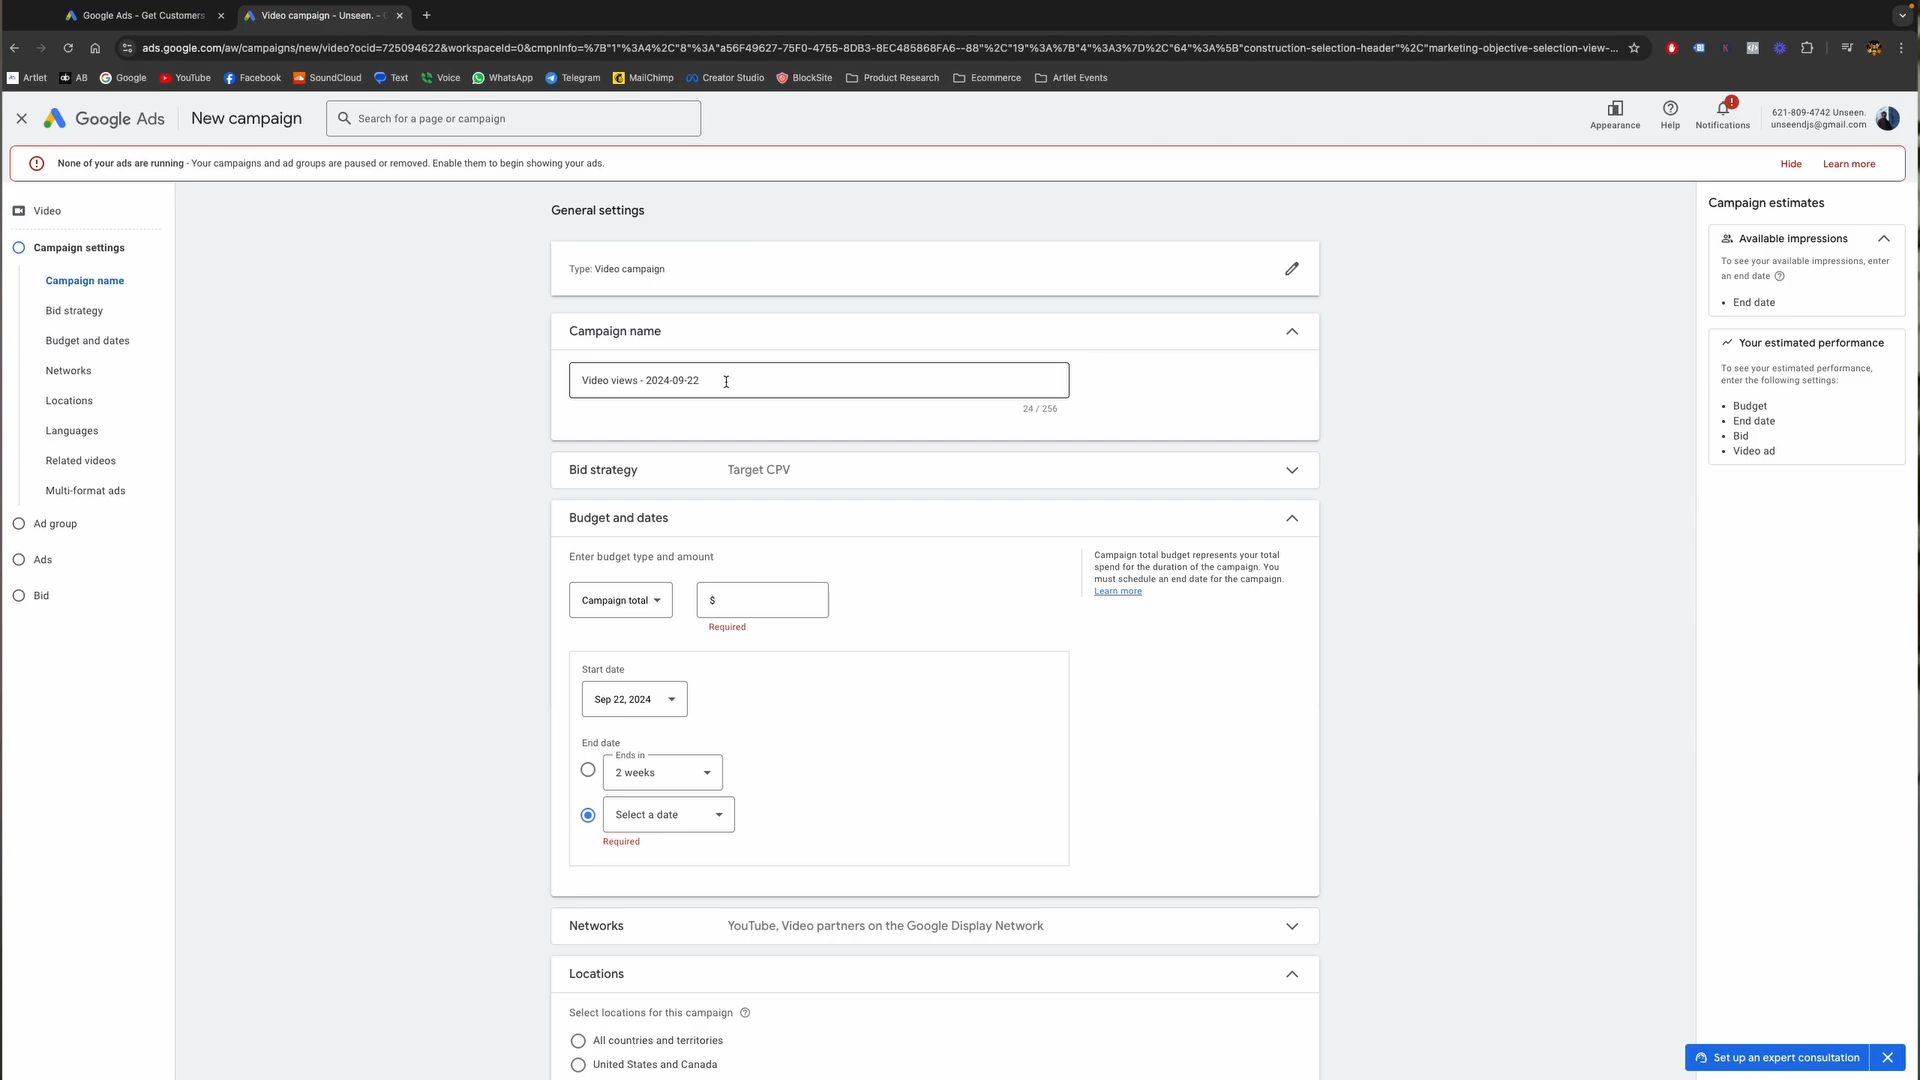 Google Ads - Get Customers
Video campaign - Unseen. -
ads.google.com/aw/campaigns/new/video?ocid=725094622&workspaceId=0&cmpnInfo=%7B"1"%3A4%2C"8"%3A"a56F49627-75F0-4755-8DB3-8EC485868FA6--88"%2C"19"%3A%7B"4"%3A3%7D%2C"64"%3A%5B"construction-selection-header"%2C"marketing-objective-selection-view-...
Artlet
AB
Google
YouTube
Facebook
SoundCloud
Text
Voice
WhatsApp
Telegram
MailChimp
Creator Studio
BlockSite
Product Research
Ecommerce
Artlet Events
Google Ads
New campaign
Search for a page or campaign
Appearance
Help
Notifications
621-809-4742 Unseen.
unseendjs@gmail.com
None of your ads are running - Your campaigns and ad groups are paused or removed. Enable them to begin showing your ads.
Hide
Learn more
Video
Campaign settings
Campaign name
Bid strategy
Budget and dates
Networks
Locations
Languages
Related videos
Multi-format ads
Ad group
Ads
Bid
General settings
Type: Video campaign
Campaign name
Video views - 2024-09-22
24 / 256
Bid strategy
Target CPV
Budget and dates
Enter budget type and amount
Campaign total
$
Required
Campaign total budget represents your total
spend for the duration of the campaign. You
must schedule an end date for the campaign.
Learn more
Start date
Sep 22, 2024
End date
Ends in
2 weeks
Select a date
Required
Networks
YouTube, Video partners on the Google Display Network
Locations
Select locations for this campaign
All countries and territories
United States and Canada
Campaign estimates
Available impressions
To see your available impressions, enter
an end date
• End date
Your estimated performance
To see your estimated performance,
enter the following settings:
• Budget
• End date
• Bid
• Video ad
Set up an expert consultation